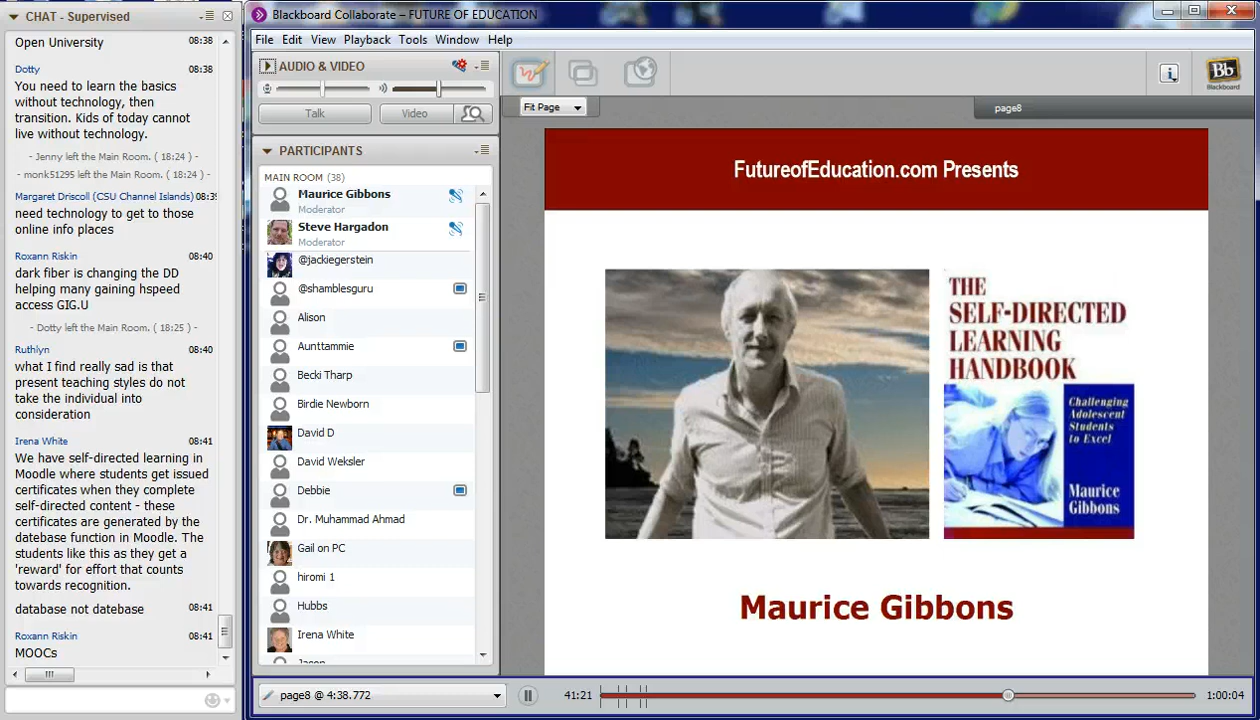 CHAT - Supervised
Open University 08:38
Dotty 08:38
You need to learn the basics
without technology, then
transition. Kids of today cannot
live without technology.
- Jenny left the Main Room. ( 18:24 ) -
- monk51295 left the Main Room. ( 18:24 ) -
Margaret Driscoll (CSU Channel Islands) 08:39
need technology to get to those
online info places
Roxann Riskin 08:40
dark fiber is changing the DD
helping many gaining hspeed
access GIG.U
- Dotty left the Main Room. ( 18:25 ) -
Ruthlyn 08:40
what I find really sad is that
present teaching styles do not
take the individual into
consideration
Irena White 08:41
We have self-directed learning in
Moodle where students get issued
certificates when they complete
self-directed content - these
certificates are generated by the
datebase function in Moodle. The
students like this as they get a
'reward' for effort that counts
towards recognition.
database not datebase 08:41
Roxann Riskin 08:41
MOOCs
Blackboard Collaborate – FUTURE OF EDUCATION
File Edit View Playback Tools Window Help
AUDIO & VIDEO
Talk Video
PARTICIPANTS
MAIN ROOM (38)
Maurice Gibbons
Moderator
Steve Hargadon
Moderator
@jackiegerstein
@shamblesguru
Alison
Aunttammie
Becki Tharp
Birdie Newborn
David D
David Weksler
Debbie
Dr. Muhammad Ahmad
Gail on PC
hiromi 1
Hubbs
Irena White
Jason
Fit Page
page8
Bb
Blackboard
FutureofEducation.com Presents
THE
SELF-DIRECTED
LEARNING
HANDBOOK
Challenging
Adolescent
Students
to Excel
Maurice
Gibbons
Maurice Gibbons
page8 @ 4:38.772
41:21
1:00:04